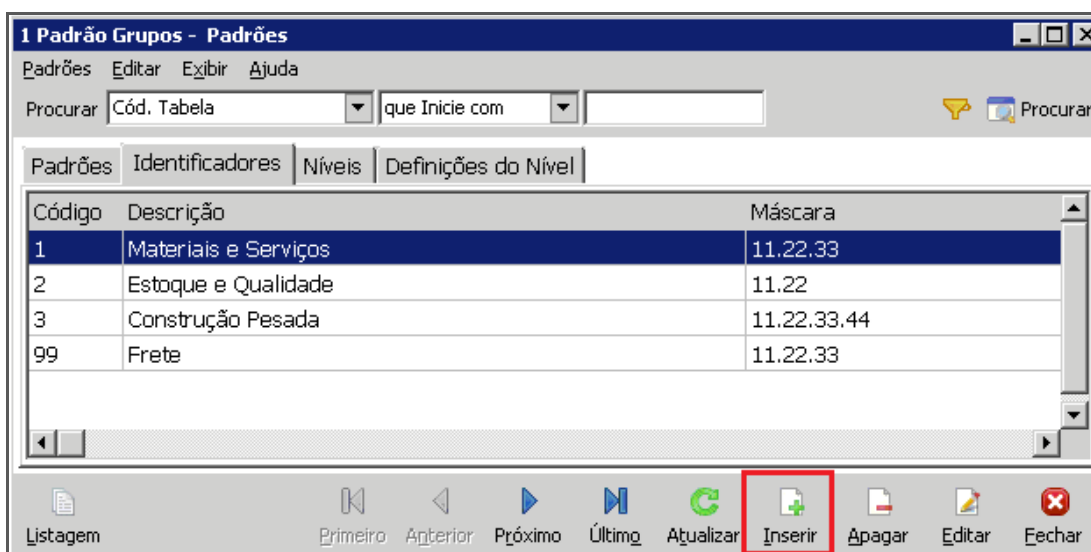 1 Padrão Grupos - Padrões
Padrões Editar Exibir Ajuda
Procurar Cód. Tabela que Inicie com Procurar
Padrões Identificadores Níveis Definições do Nível
Código Descrição Máscara
1 Materiais e Serviços 11.22.33
2 Estoque e Qualidade 11.22
3 Construção Pesada 11.22.33.44
99 Frete 11.22.33
Listagem Primeiro Anterior Próximo Último Atualizar Inserir Apagar Editar Fechar